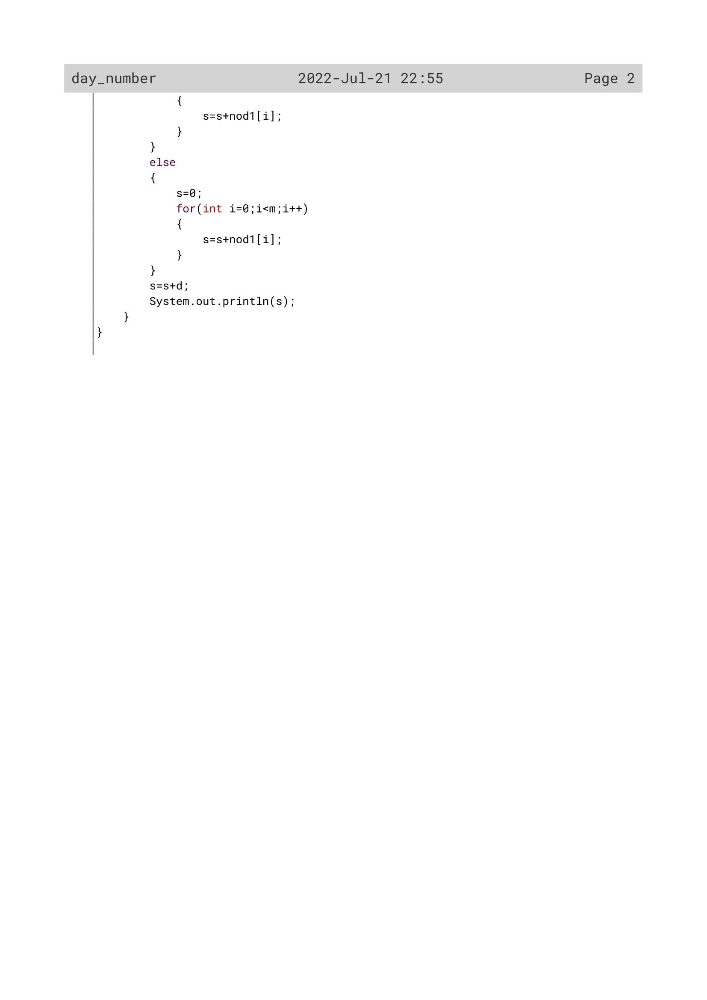 day_number 2022-Jul-21 22:55 Page 2
{
s=s+nod1[i];
}
}
else
{
s=0;
for(int i=0;i<m;i++)
{
s=s+nod1[i];
}
}
s=s+d;
System.out.println(s);
}
}